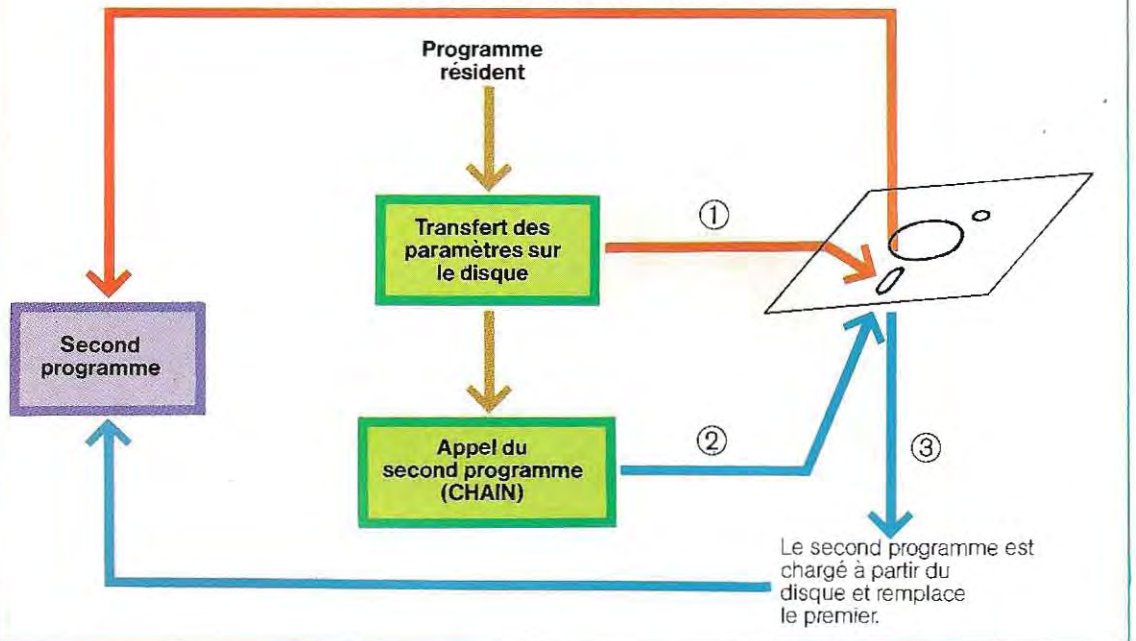 Programme
résident
Transfert des
paramètres sur
le disque
①
Second
programme
Appel du
second programme
(CHAIN)
②
③
Le second programme est
chargé à partir du
disque et remplace
le premier.